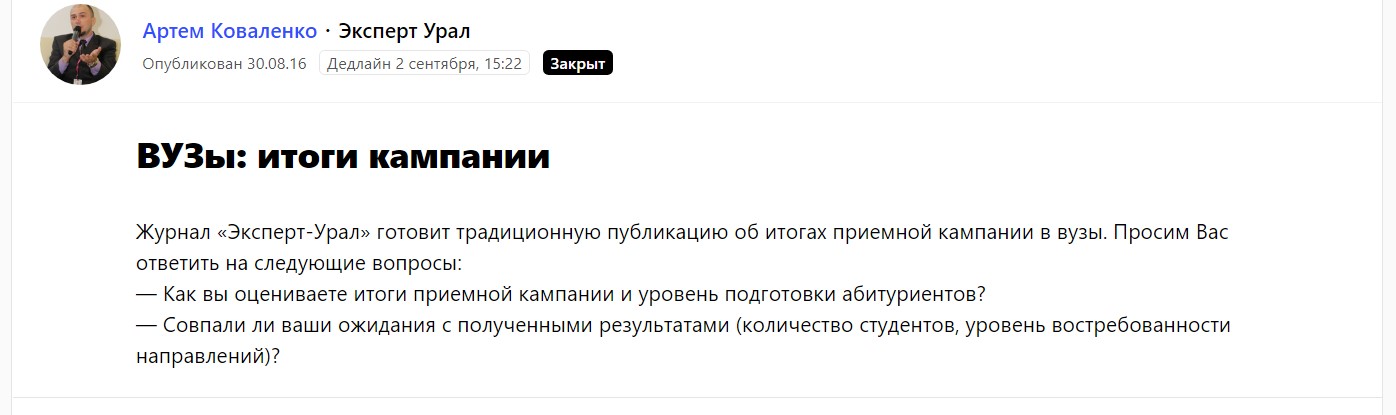 Артем Коваленко · Эксперт Урал
Опубликован 30.08.16 Дедлайн 2 сентября, 15:22 Закрыт
ВУЗы: итоги кампании
Журнал «Эксперт-Урал» готовит традиционную публикацию об итогах приемной кампании в вузы. Просим Вас
ответить на следующие вопросы:
— Как вы оцениваете итоги приемной кампании и уровень подготовки абитуриентов?
— Совпали ли ваши ожидания с полученными результатами (количество студентов, уровень востребованности
направлений)?